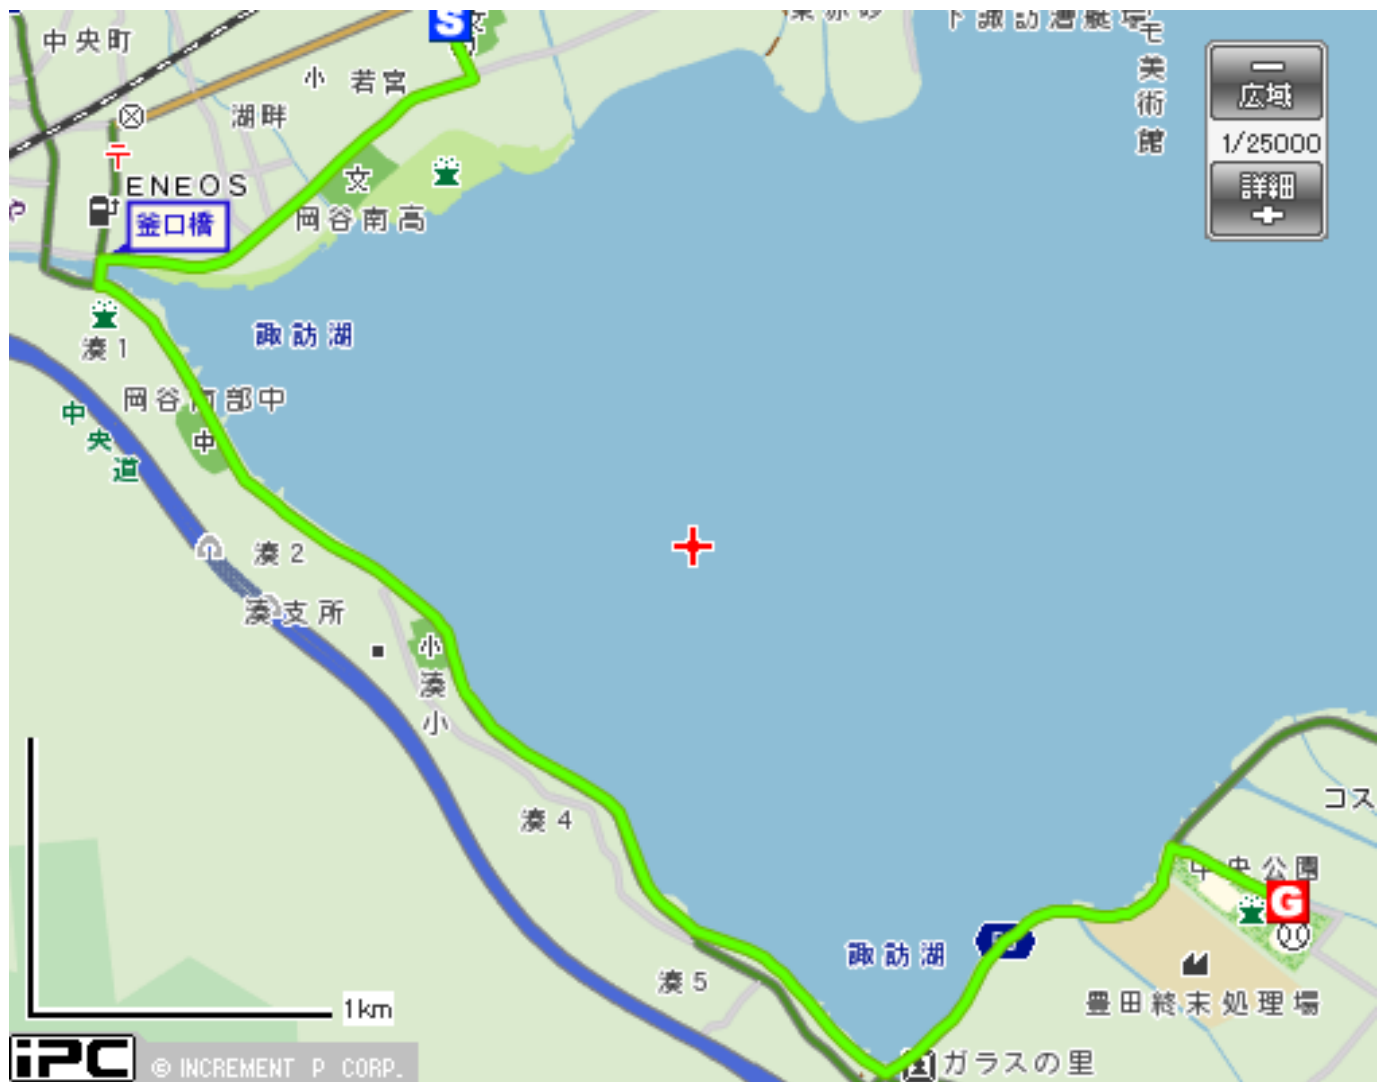 S
中央町
小 若宮
湖畔
文
ENEOS
釜口橋
岡谷南高
諏訪湖
湊1
岡谷南部中
中
中央道
湊2
湊支所
小
湊小
湊4
湊5
諏訪湖
ガラスの里
豊田終末処理場
中央公園
G
コス
美術館
広域
1/25000
詳細
1km
iPC
© INCREMENT P CORP.